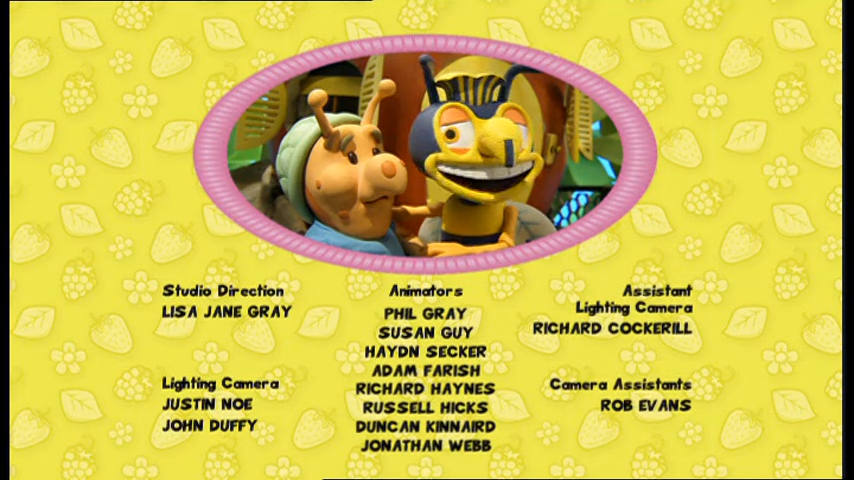 Studio Direction
LISA JANE GRAY
Lighting Camera
JUSTIN NOE
JOHN DUFFY
Animators
PHIL GRAY
SUSAN GUY
HAYDN SECKER
ADAM FARISH
RICHARD HAYNES
RUSSELL HICKS
DUNCAN KINNAIRD
JONATHAN WEBB
Assistant
Lighting Camera
RICHARD COCKERILL
Camera Assistants
ROB EVANS